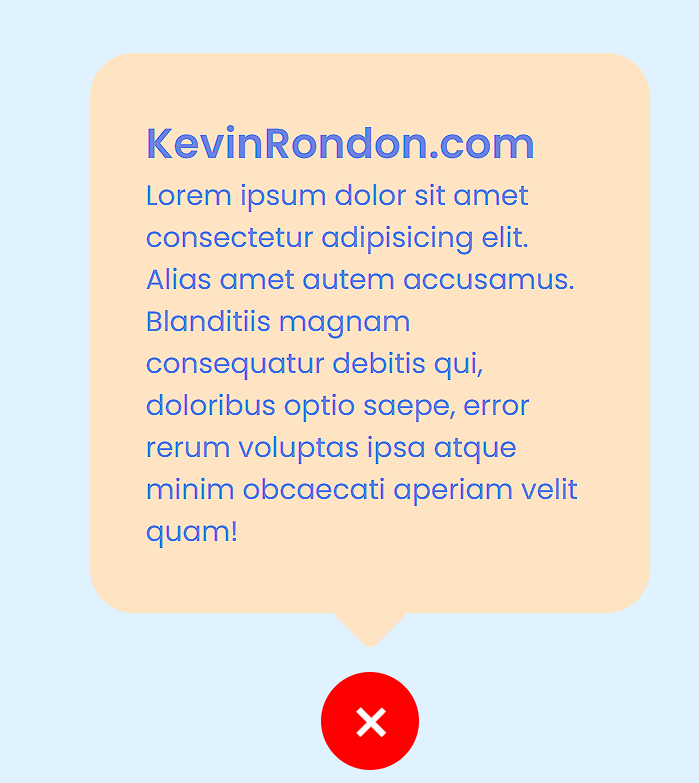 KevinRondon.com
Lorem ipsum dolor sit amet
consectetur adipisicing elit.
Alias amet autem accusamus.
Blanditiis magnam
consequatur debitis qui,
doloribus optio saepe, error
rerum voluptas ipsa atque
minim obcaecati aperiam velit
quam!